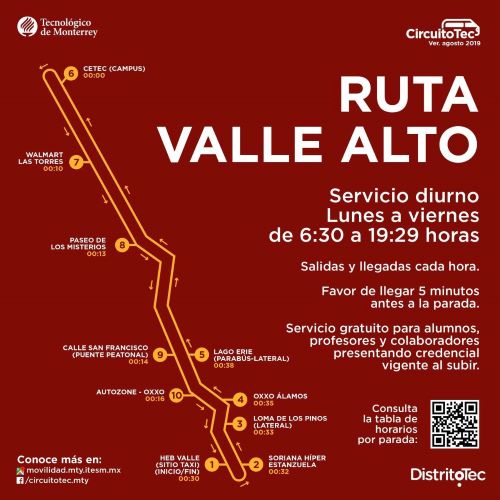 Tecnológico
de Monterrey
CircuitoTec
Ver. agosto 2019
RUTA
VALLE ALTO
Servicio diurno
Lunes a viernes
de 6:30 a 19:29 horas
Salidas y llegadas cada hora.
Favor de llegar 5 minutos
antes a la parada.
Servicio gratuito para alumnos,
profesores y colaboradores
presentando credencial
vigente al subir.
Consulta
la tabla de
horarios
por parada:
DistritoTec
6
CETEC (CAMPUS)
00:00
WALMART
LAS TORRES
00:10
7
PASEO DE
LOS MISTERIOS
00:13
8
CALLE SAN FRANCISCO
(PUENTE PEATONAL)
00:14
9
5
LAGO ERIE
(PARABÚS-LATERAL)
00:38
AUTOZONE - OXXO
00:16
10
4
OXXO ÁLAMOS
00:35
3
LOMA DE LOS PINOS
(LATERAL)
00:33
HEB VALLE
(SITIO TAXI)
(INICIO/FIN)
00:30
1
2
SORIANA HÍPER
ESTANZUELA
00:32
Conoce más en:
movilidad.mty.itesm.mx
/circuitotec.mty